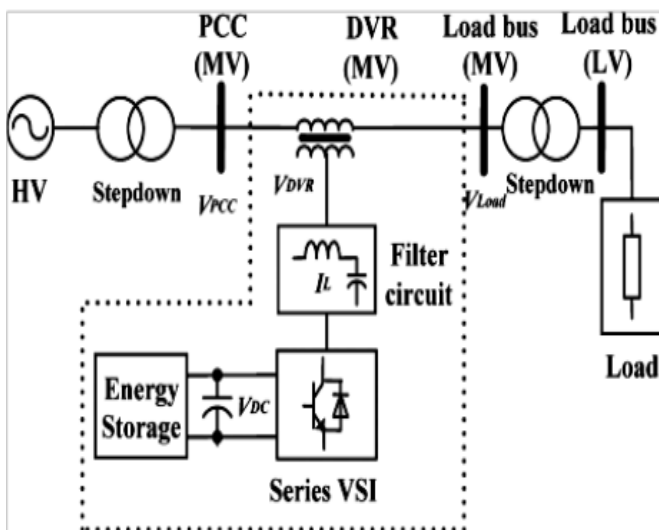 PCC
(MV)
DVR
(MV)
Load bus
(MV)
Load bus
(LV)
HV
Stepdown
VPCC
VDVR
VLoad
Stepdown
IL
Filter
circuit
Load
Energy
Storage
VDC
Series VSI